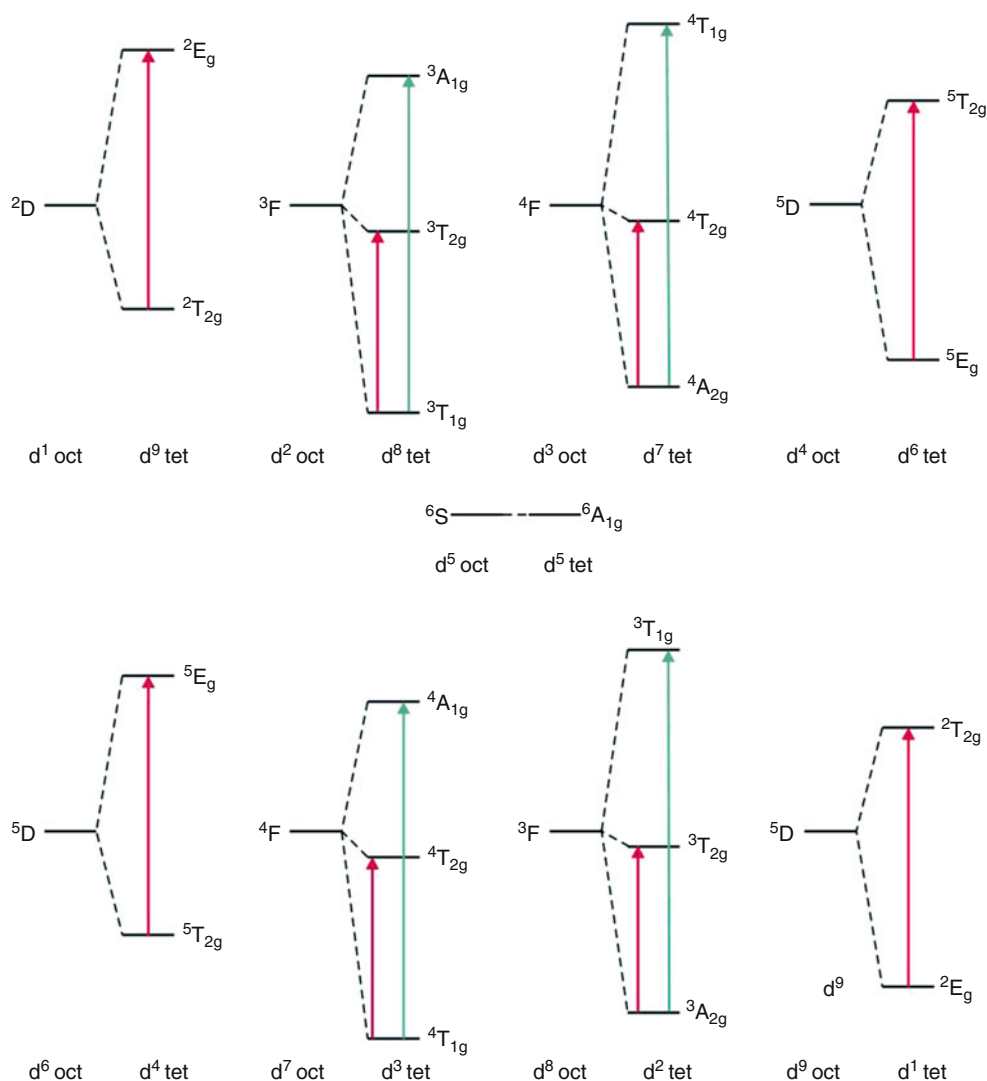 ⁴T₁g
²Eg
³A₁g
⁵T₂g
²D
³F
⁴F
⁵D
³T₂g
⁴T₂g
²T₂g
⁵Eg
⁴A₂g
³T₁g
d¹ oct d⁹ tet d² oct d⁸ tet d³ oct d⁷ tet d⁴ oct d⁶ tet
⁶S ⁶A₁g
d⁵ oct d⁵ tet
³T₁g
⁵Eg
⁴A₁g
²T₂g
⁵D
⁴F
³F
⁵D
⁴T₂g
³T₂g
⁵T₂g
d⁹
²Eg
³A₂g
⁴T₁g
d⁶ oct d⁴ tet d⁷ oct d³ tet d⁸ oct d² tet d⁹ oct d¹ tet